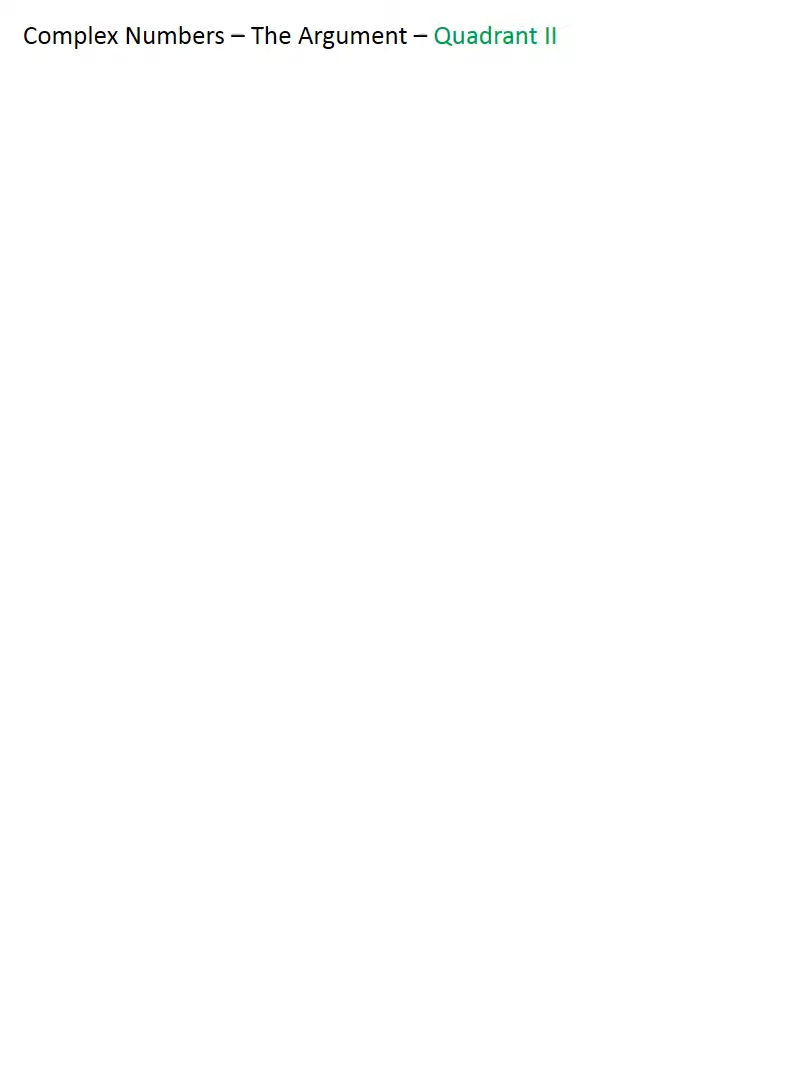 Complex Numbers – The Argument – Quadrant II